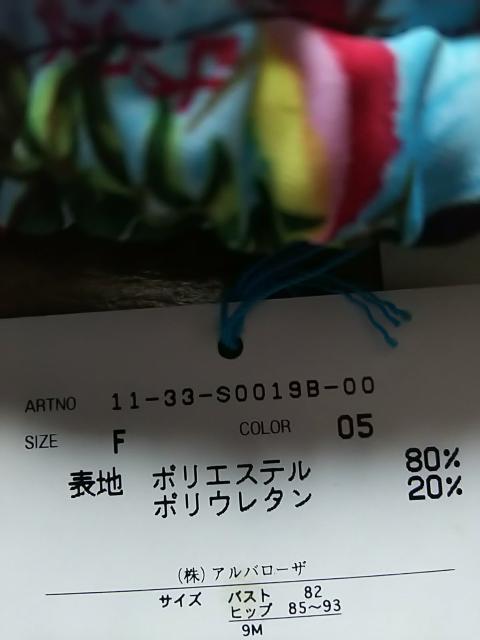 ARTNO 11-33-S0019B-00
SIZE F COLOR 05
表地 ポリエステル 80%
ポリウレタン 20%
(株)アルバローザ
サイズ バスト 82
ヒップ 85〜93
9M